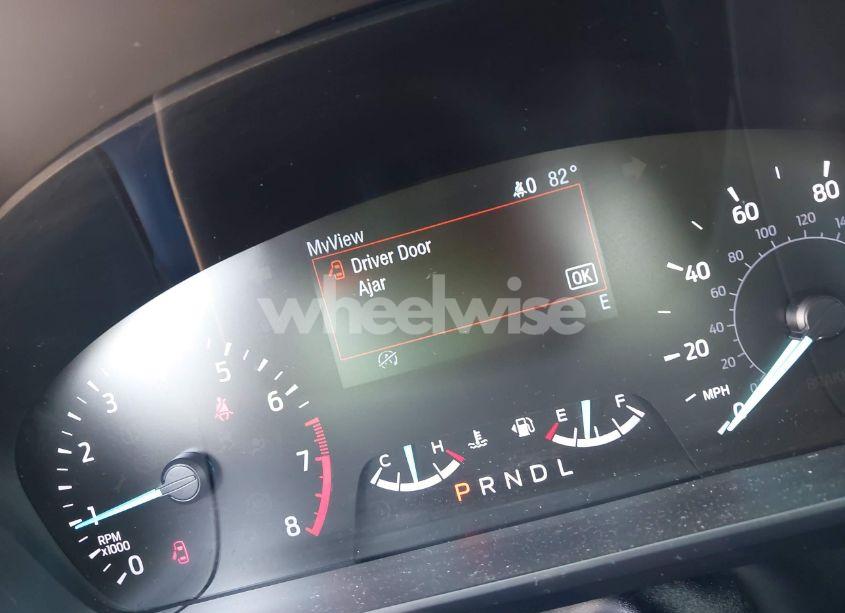 0 82°
MyView
Driver Door
Ajar
OK
E
wheelwise
0 1 2 3 5 6 7 8
RPM
x1000
C H
E F
PRNDL
0 20 40 60 80
20 40 60 80 100 120
MPH